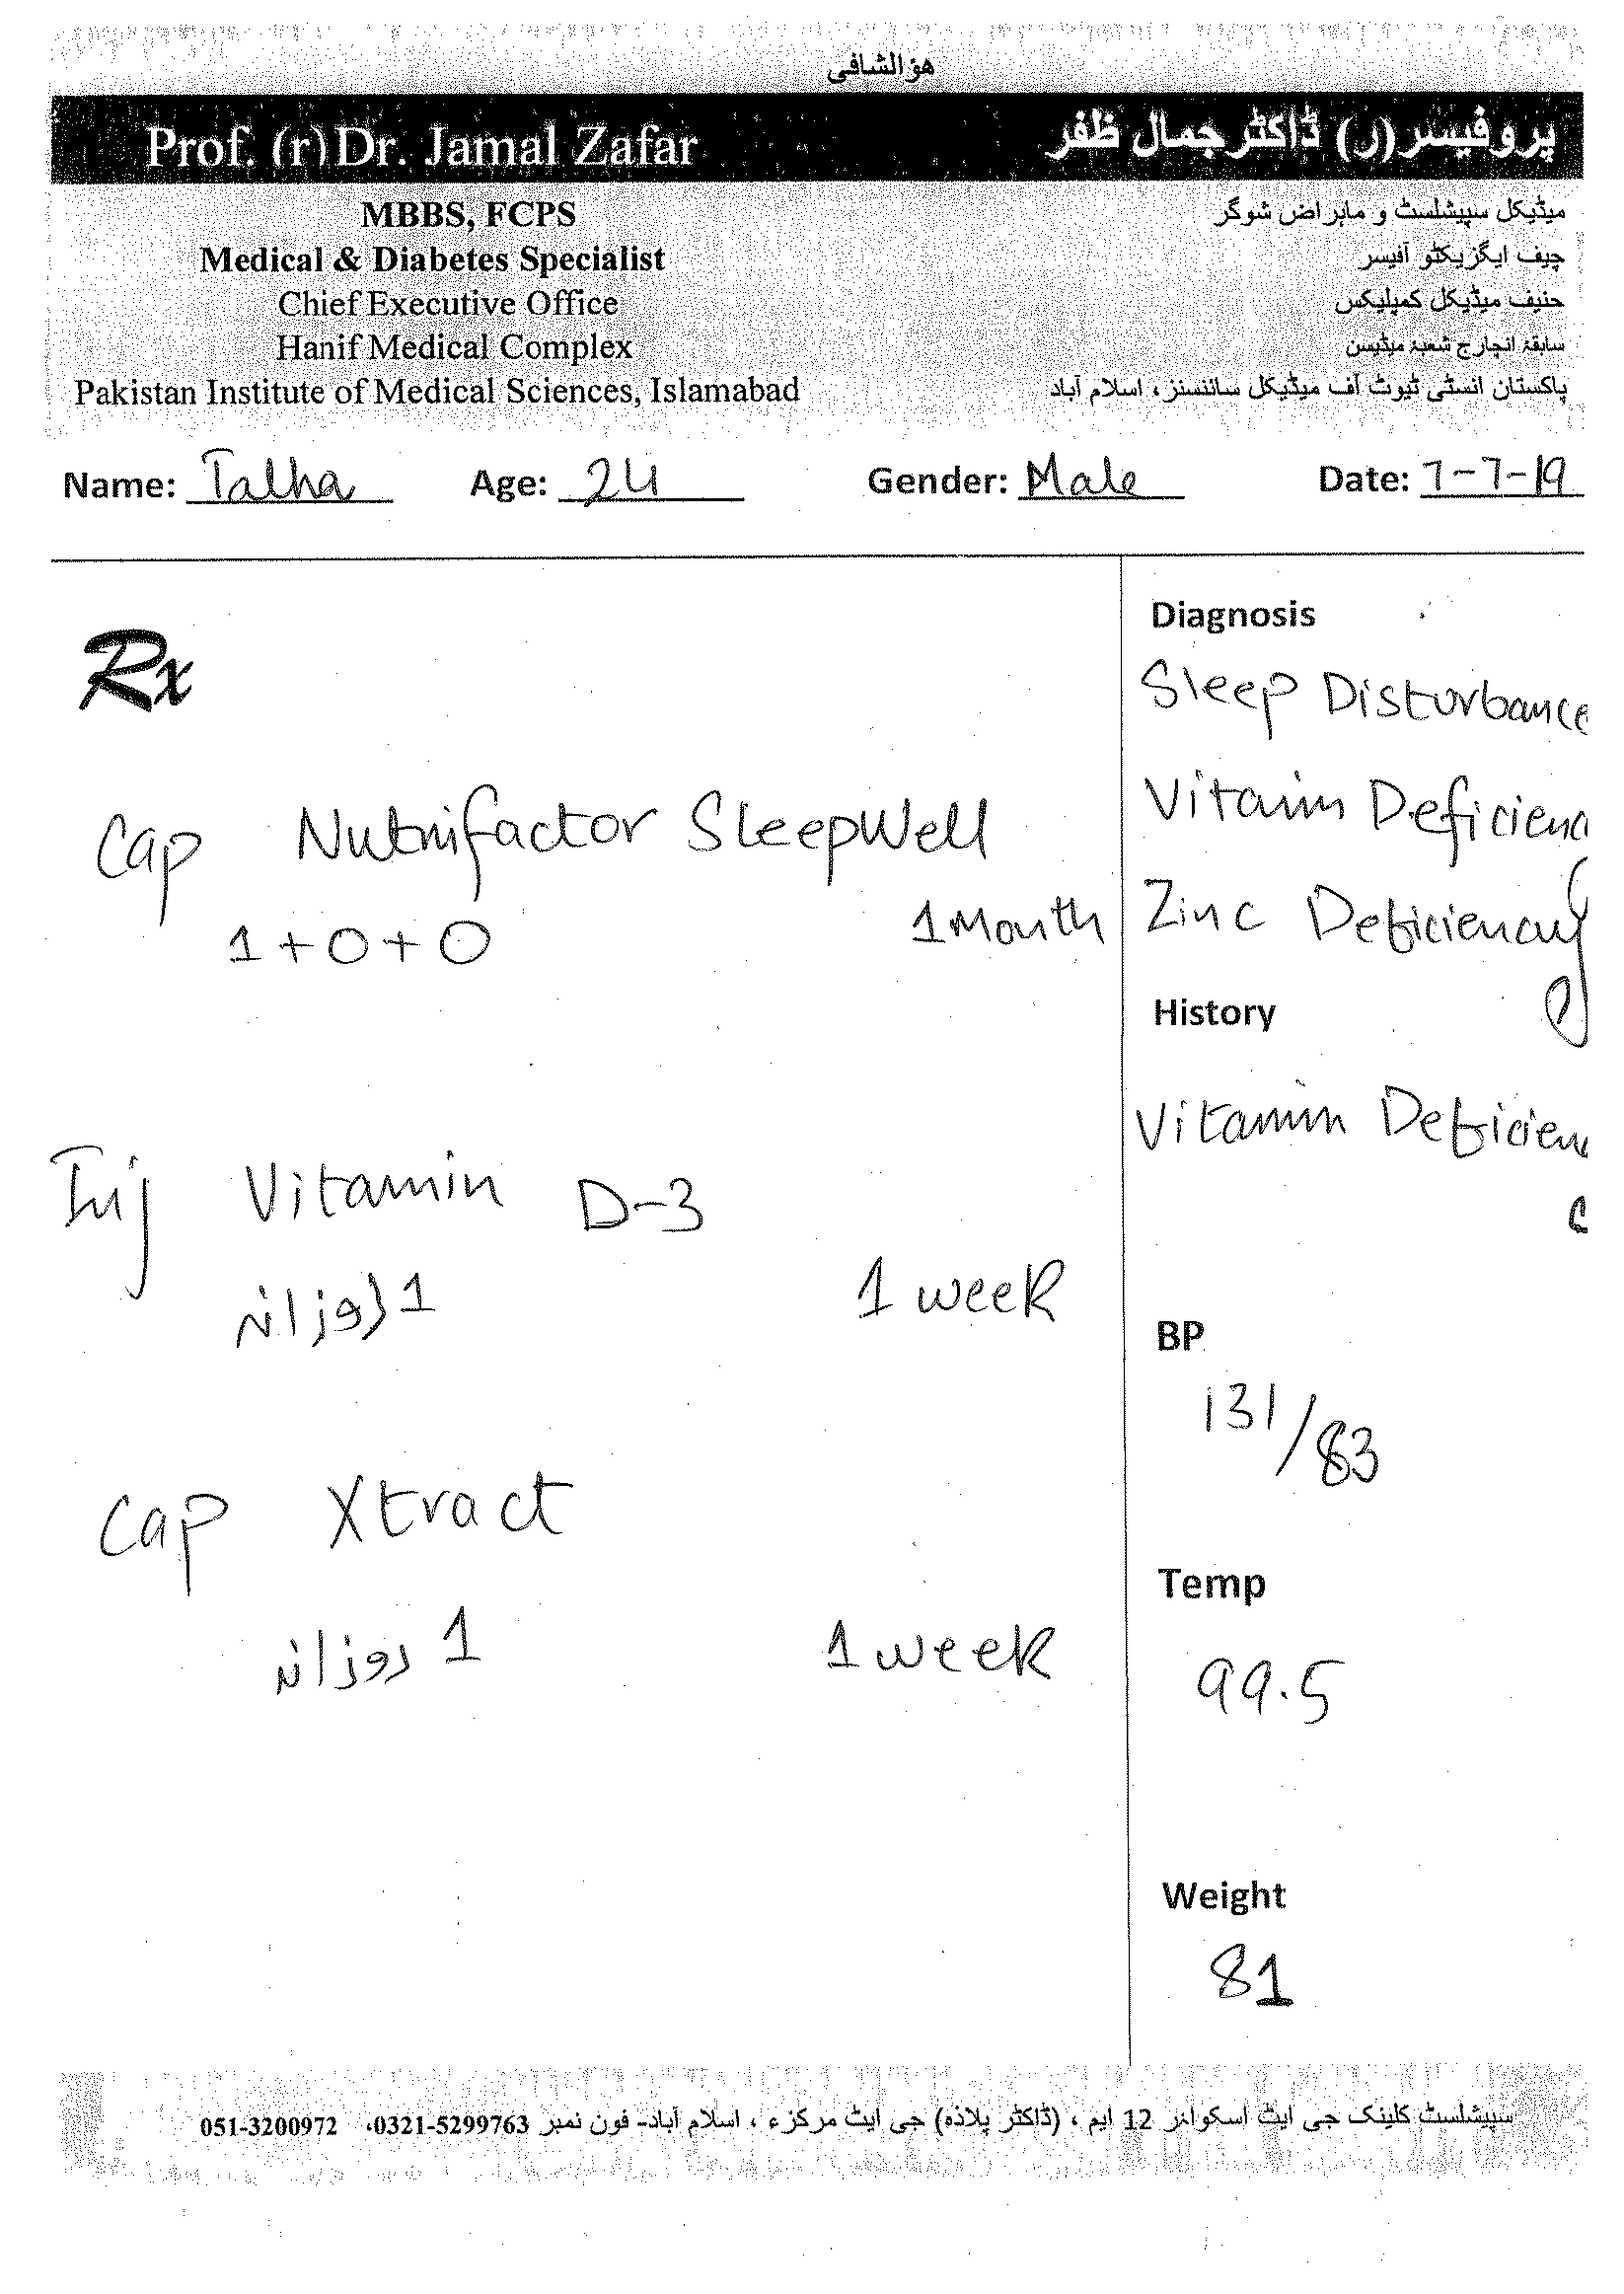 هوالشافی
Prof. (r) Dr. Jamal Zafar
پروفیسر(ر) ڈاکٹر جمال ظفر
MBBS, FCPS
میڈیکل سپیشلسٹ و ماہراض شوگر
Medical & Diabetes Specialist
چیف ایگزیکٹو آفیسر
Chief Executive Office
حنیف میڈیکل کمپلیکس
Hanif Medical Complex
سابقہ انچارج شعبہ میڈیسن
Pakistan Institute of Medical Sciences, Islamabad
پاکستان انسٹی ٹیوٹ آف میڈیکل سائنسز، اسلام آباد
Name: Talha Age: 24 Gender: Male Date: 7-7-19
Rx
Cap Nutrifactor SleepWell
1+0+0 1 Month
Inj Vitamin D-3
1 روزانہ 1 week
Cap Xtract
1 روزانہ 1 week
Diagnosis
Sleep Disturbance
Vitamin Deficiency
Zinc Deficiency
History
Vitamin Deficiency
BP
131/83
Temp
99.5
Weight
81
سپیشلسٹ کلینک جی ایٹ اسکوائر 12 ایم ، (ڈاکٹر پلازہ) جی ایٹ مرکزء ، اسلام آباد- فون نمبر 0321-5299763، 051-3200972